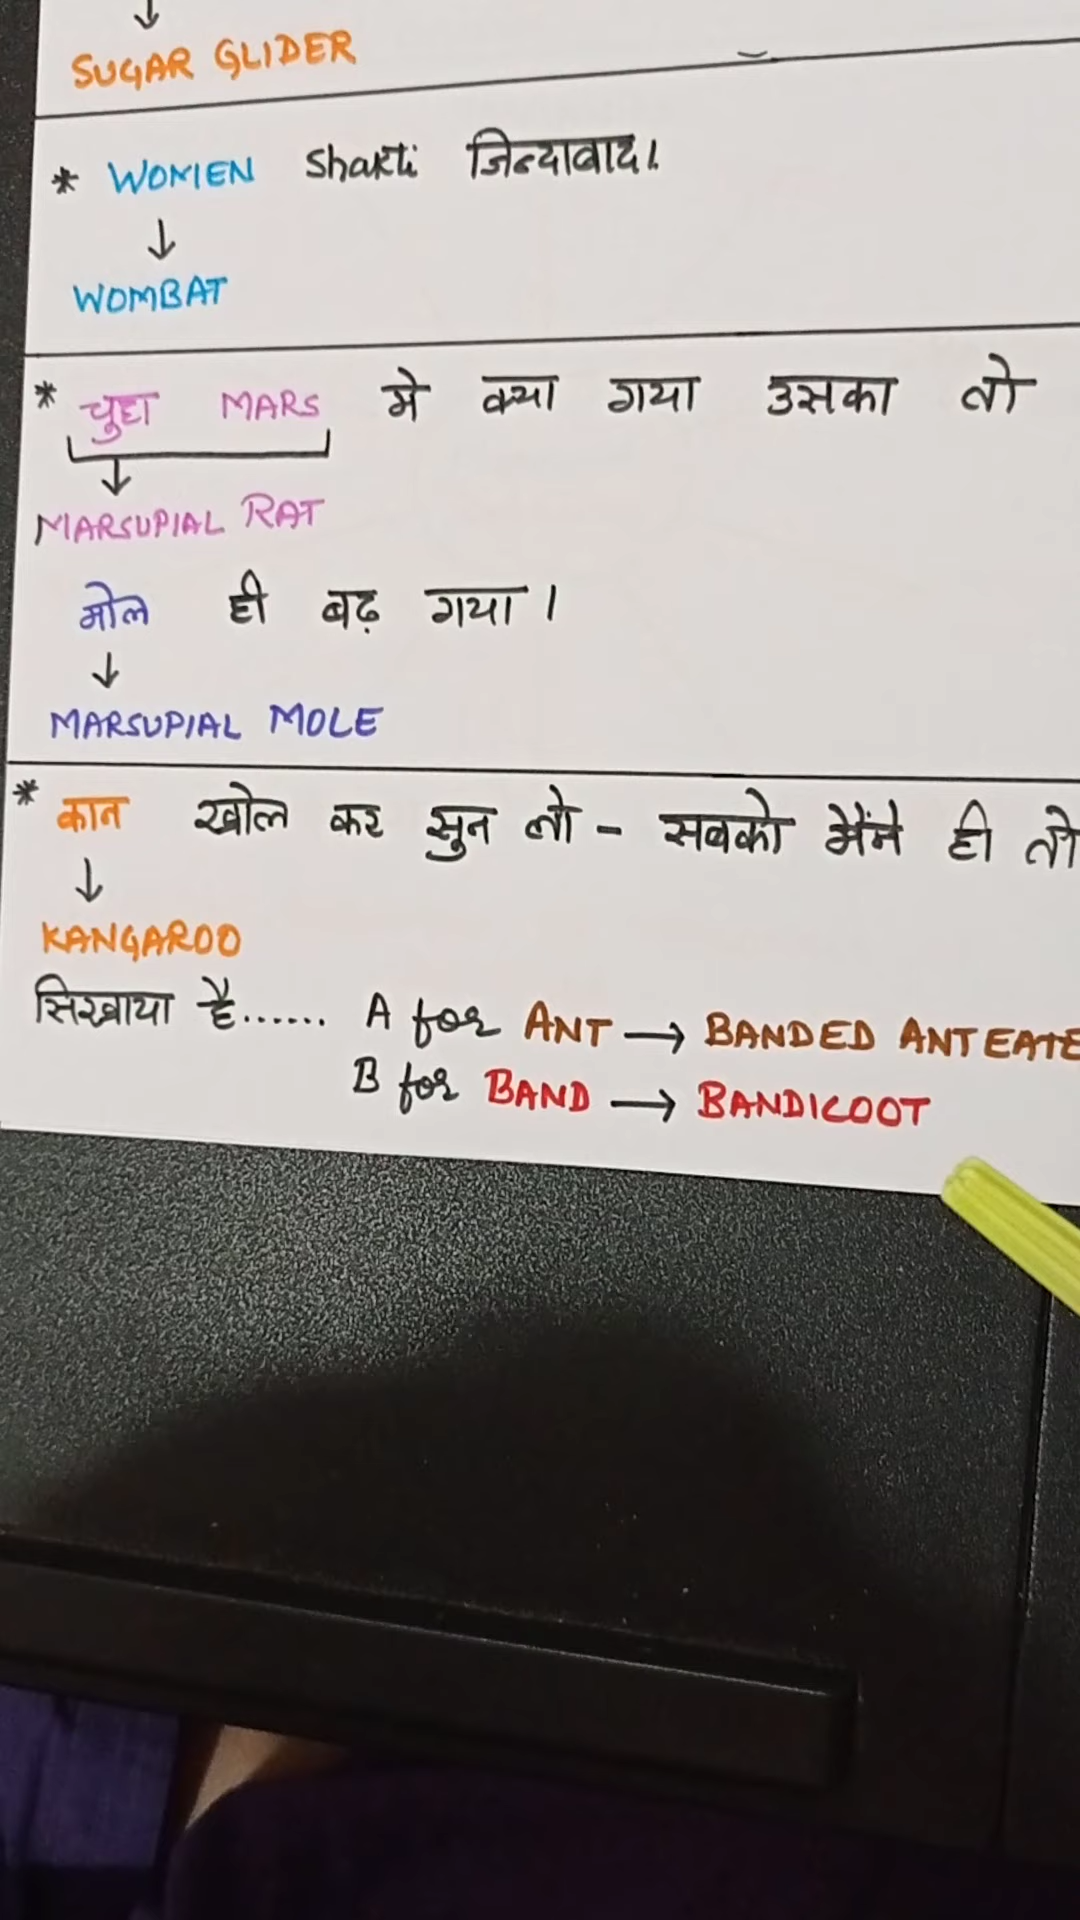 SUGAR GLIDER
* WOMEN Shakti जिन्दाबाद।
WOMBAT
* चुहा MARS मे क्या गया उसका तो
MARSUPIAL RAT
मोल ही बढ़ गया।
MARSUPIAL MOLE
* कान खोल कर सुन लो - सबको मैंने ही तो
KANGAROO
सिखाया है...... A for ANT → BANDED ANTEATE
B for BAND → BANDICOOT